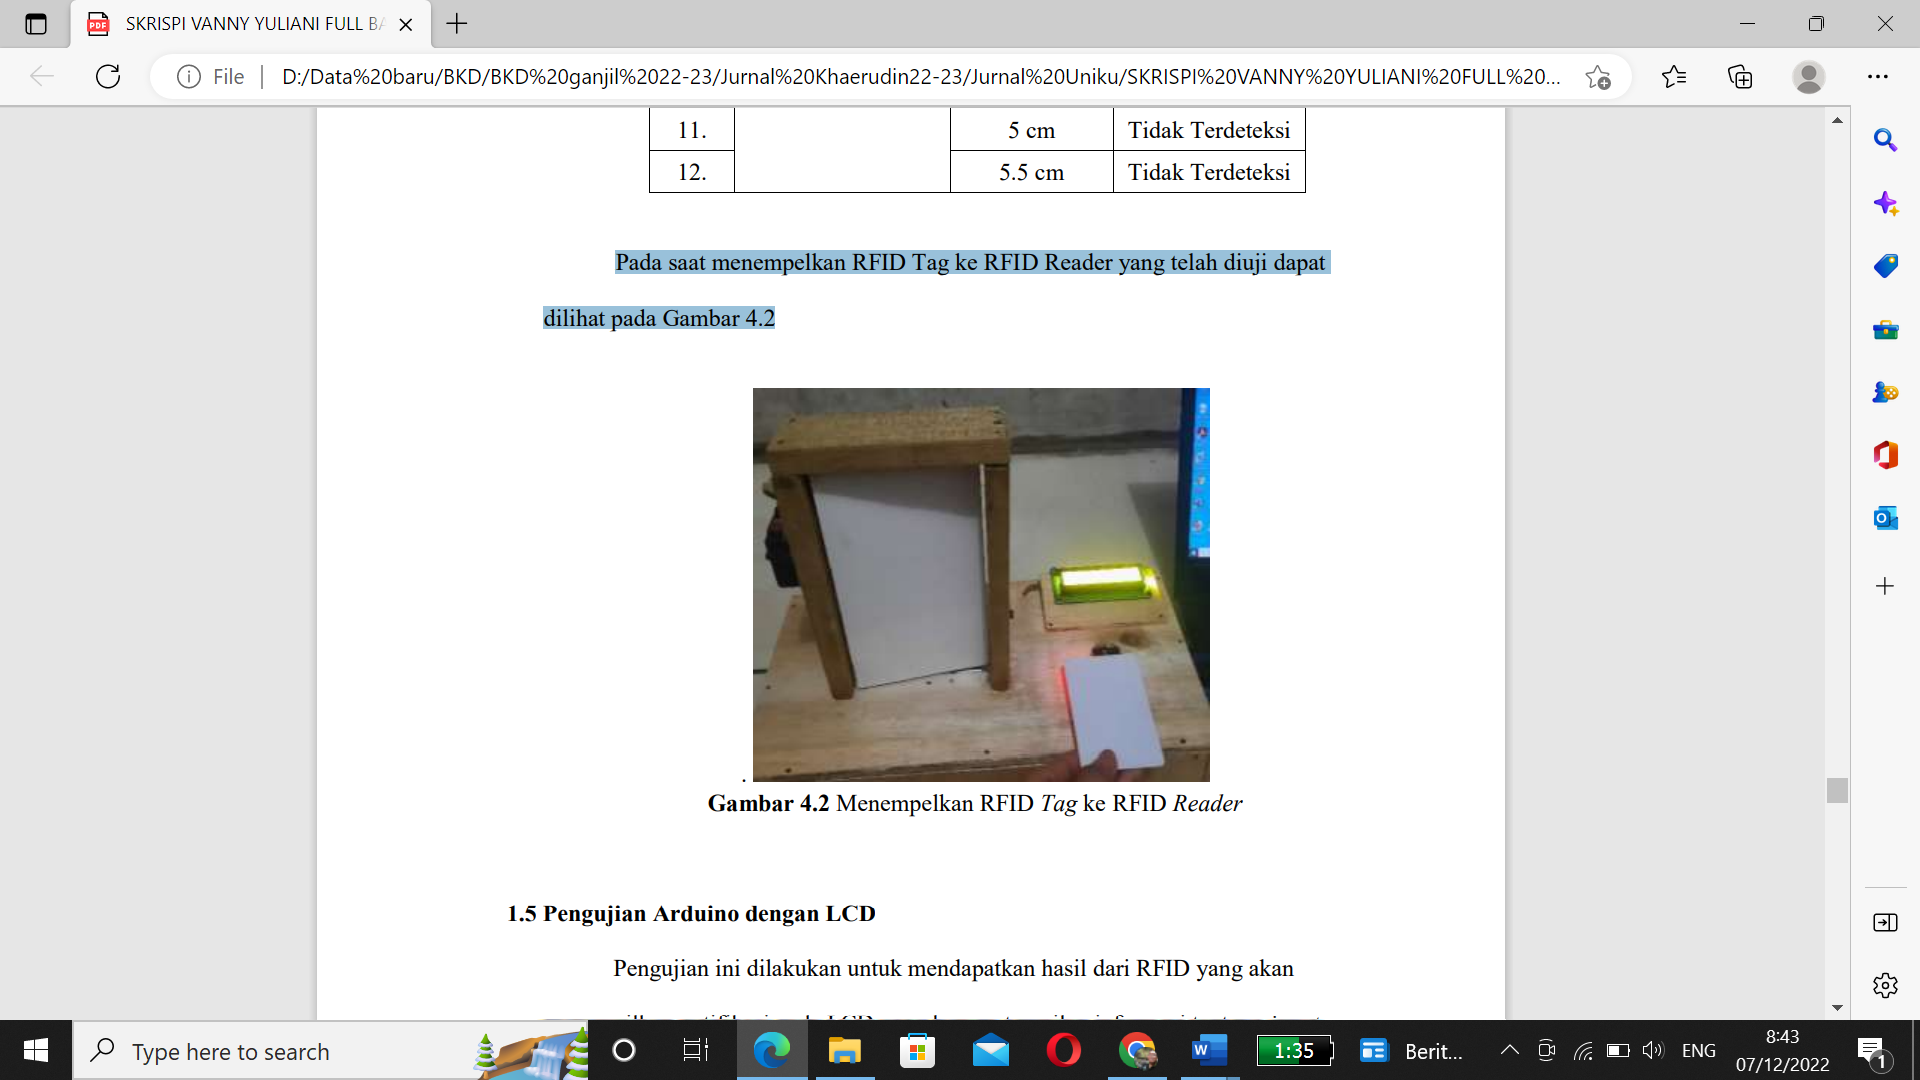 SKRISPI VANNY YULIANI FULL BA
File
D:/Data%20baru/BKD/BKD%20ganjil%2022-23/Jurnal%20Khaerudin22-23/Jurnal%20Uniku/SKRISPI%20VANNY%20YULIANI%20FULL%20...
11. 5 cm Tidak Terdeteksi
12. 5.5 cm Tidak Terdeteksi
Pada saat menempelkan RFID Tag ke RFID Reader yang telah diuji dapat
dilihat pada Gambar 4.2
.
Gambar 4.2 Menempelkan RFID Tag ke RFID Reader
1.5 Pengujian Arduino dengan LCD
Pengujian ini dilakukan untuk mendapatkan hasil dari RFID yang akan
Type here to search
1:35
Berit...
ENG
8:43
07/12/2022
1